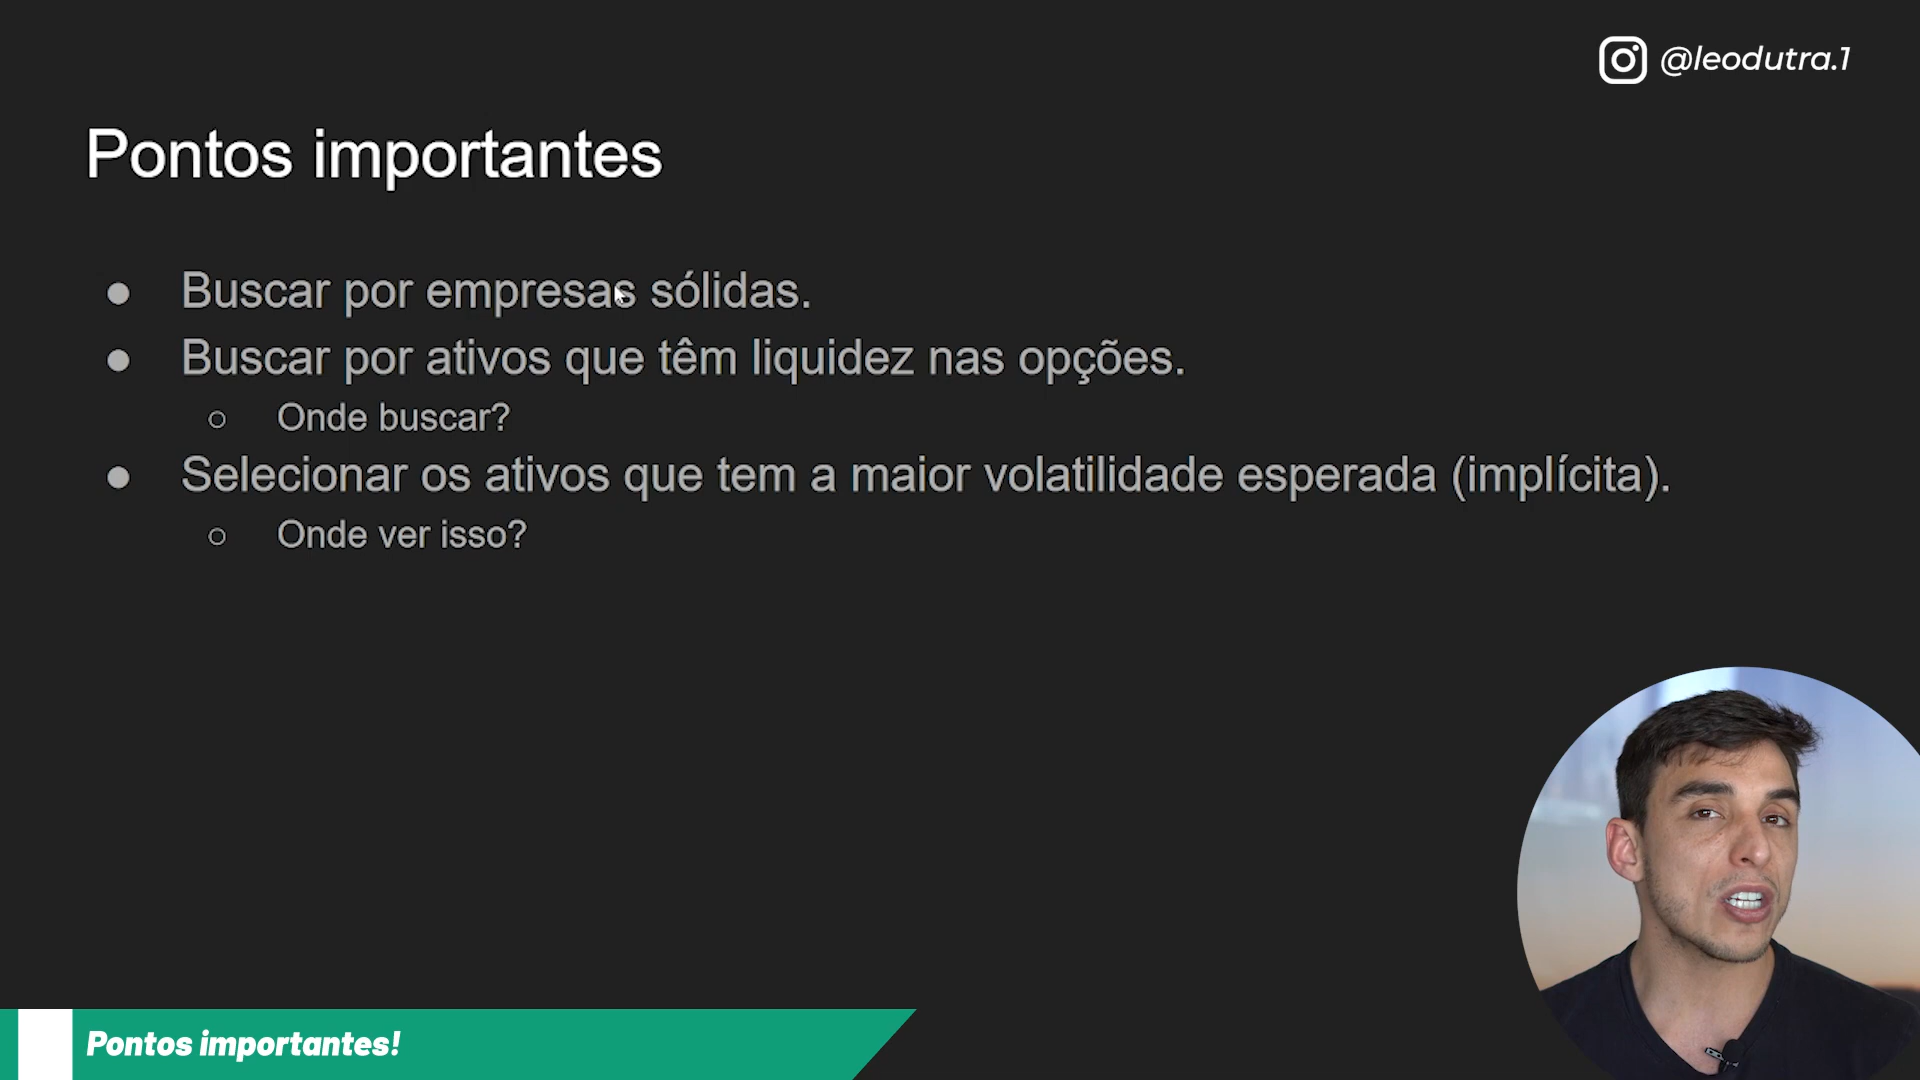 @leodutra.1
Pontos importantes
Buscar por empresas sólidas.
Buscar por ativos que têm liquidez nas opções.
Onde buscar?
Selecionar os ativos que tem a maior volatilidade esperada (implícita).
Onde ver isso?
Pontos importantes!